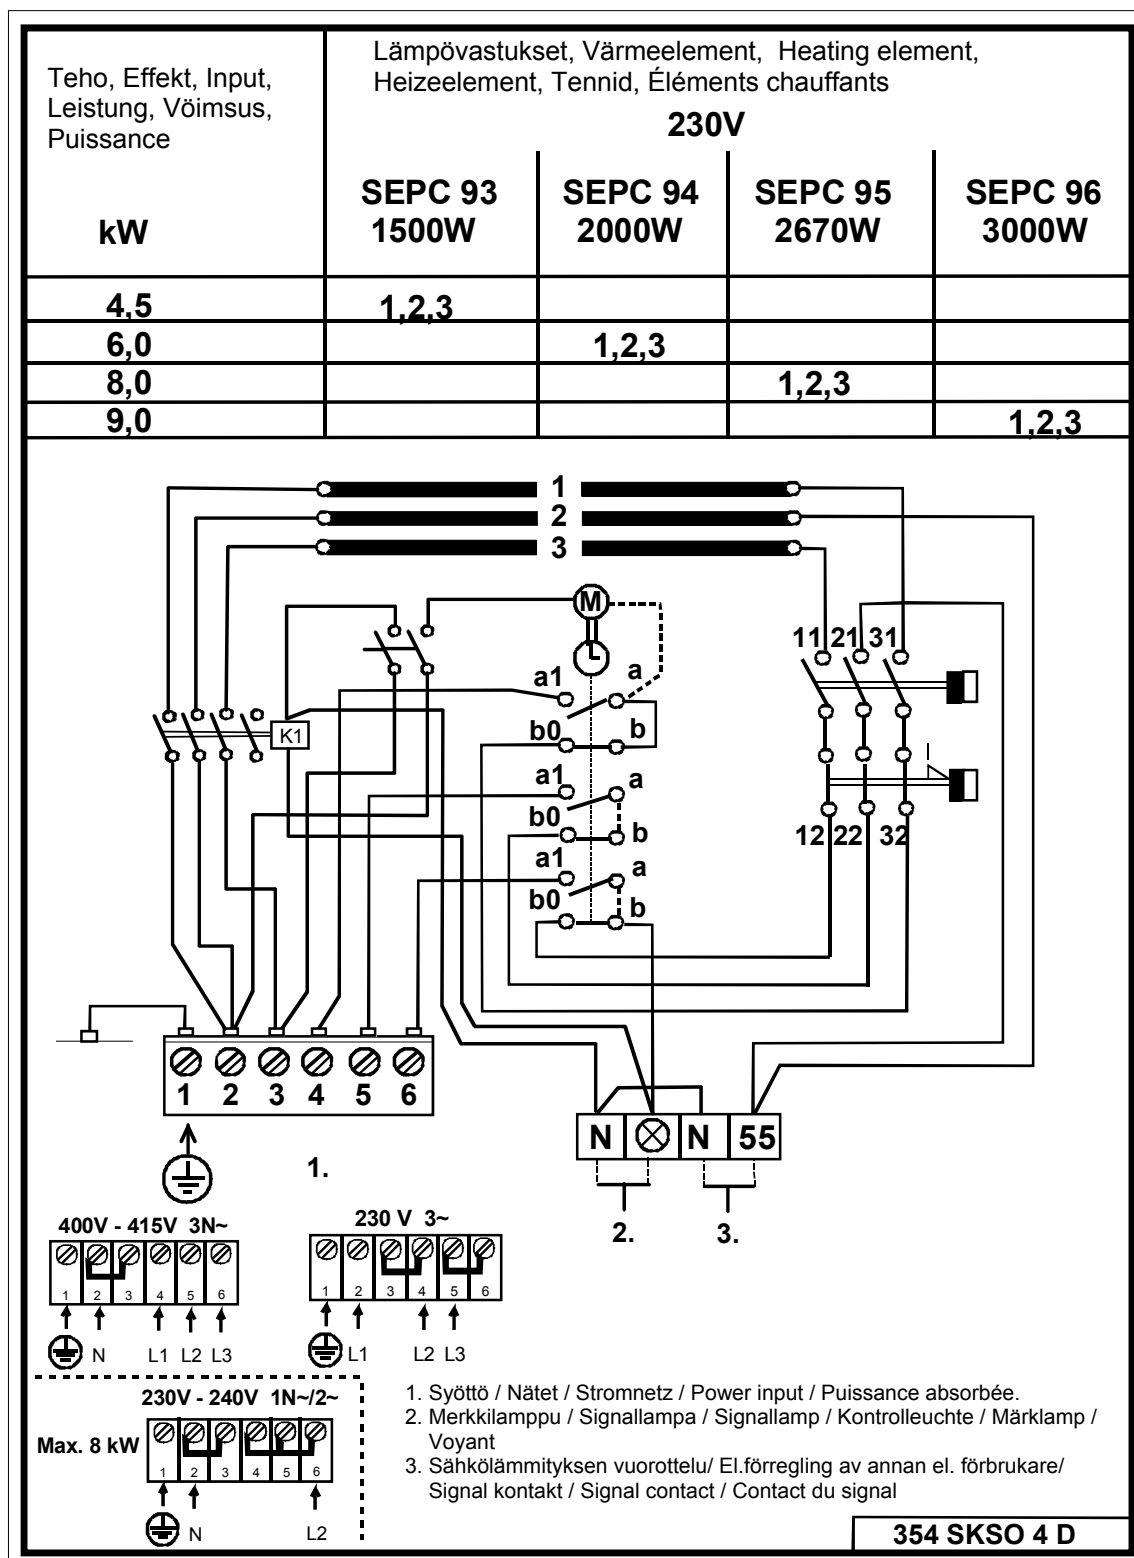 Teho, Effekt, Input,
Leistung, Vöimsus,
Puissance
kW
Lämpövastukset, Värmeelement, Heating element,
Heizeelement, Tennid, Éléments chauffants
230V
SEPC 93 SEPC 94 SEPC 95 SEPC 96
1500W 2000W 2670W 3000W
4,5 1,2,3
6,0 1,2,3
8,0 1,2,3
9,0 1,2,3
1
2
3
M
11 21 31
a1 a
b0 b
K1
a1 a
b0 b
12 22 32
a1 a
b0 b
1 2 3 4 5 6
N N 55
1.
2. 3.
400V - 415V 3N~
1 2 3 4 5 6
N L1 L2 L3
230 V 3~
1 2 3 4 5 6
L1 L2 L3
230V - 240V 1N~/2~
Max. 8 kW
1 2 3 4 5 6
N L2
1. Syöttö / Nätet / Stromnetz / Power input / Puissance absorbée.
2. Merkkilamppu / Signallampa / Signallamp / Kontrolleuchte / Märklamp /
Voyant
3. Sähkölämmityksen vuorottelu/ El.förregling av annan el. förbrukare/
Signal kontakt / Signal contact / Contact du signal
354 SKSO 4 D